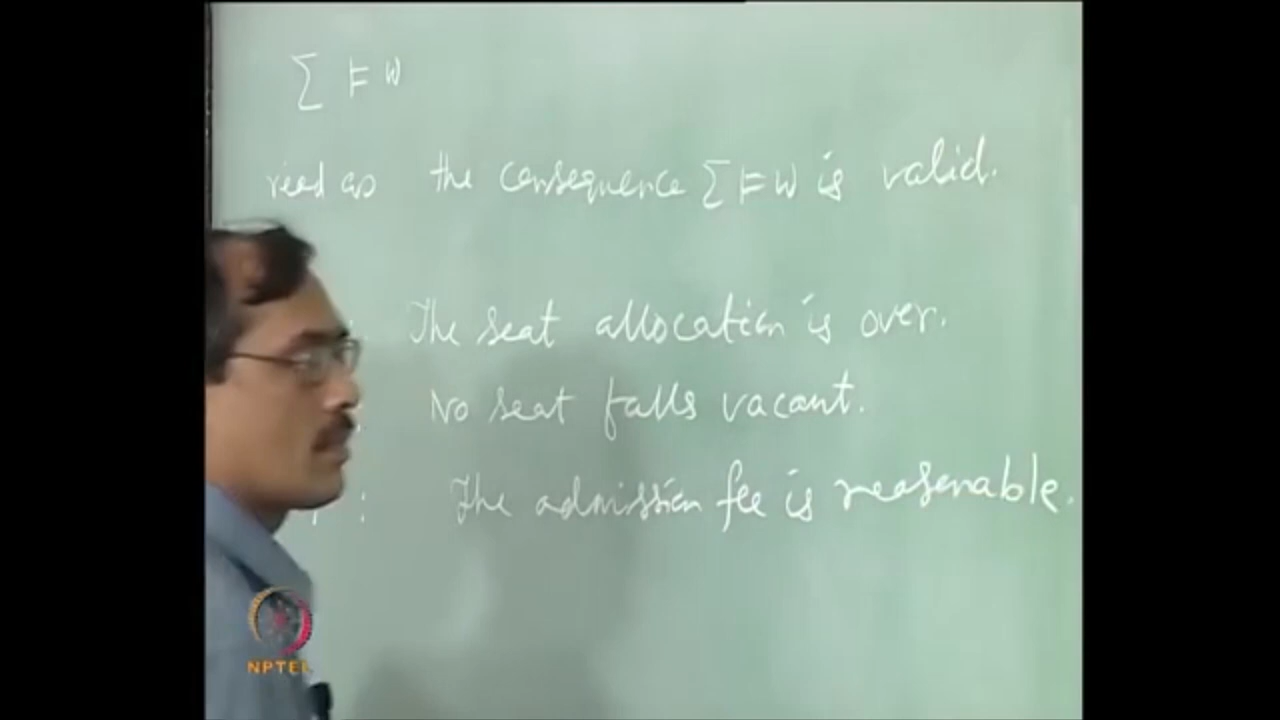 Σ ⊨ w
read as the consequence Σ ⊨ w is valid.
: The seat allocation is over.
: No seat falls vacant.
: The admission fee is reasonable.
NPTEL